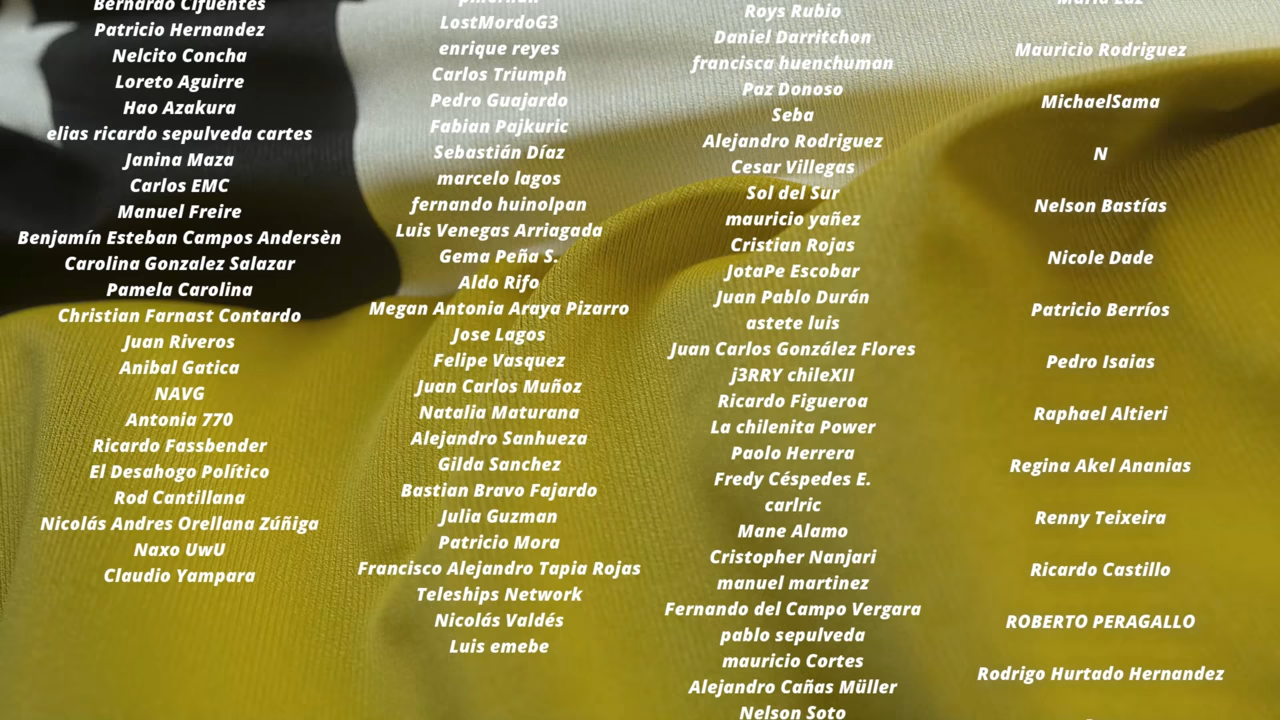 Bernardo Cifuentes
Patricio Hernandez
Nelcito Concha
Loreto Aguirre
Hao Azakura
elias ricardo sepulveda cartes
Janina Maza
Carlos EMC
Manuel Freire
Benjamín Esteban Campos Andersèn
Carolina Gonzalez Salazar
Pamela Carolina
Christian Farnast Contardo
Juan Riveros
Anibal Gatica
NAVG
Antonia 770
Ricardo Fassbender
El Desahogo Político
Rod Cantillana
Nicolás Andres Orellana Zúñiga
Naxo UwU
Claudio Yampara
LostMordoG3
enrique reyes
Carlos Triumph
Pedro Guajardo
Fabian Pajkuric
Sebastián Díaz
marcelo lagos
fernando huinolpan
Luis Venegas Arriagada
Gema Peña S.
Aldo Rifo
Megan Antonia Araya Pizarro
Jose Lagos
Felipe Vasquez
Juan Carlos Muñoz
Natalia Maturana
Alejandro Sanhueza
Gilda Sanchez
Bastian Bravo Fajardo
Julia Guzman
Patricio Mora
Francisco Alejandro Tapia Rojas
Teleships Network
Nicolás Valdés
Luis emebe
Roys Rubio
Daniel Darritchon
francisca huenchuman
Paz Donoso
Seba
Alejandro Rodriguez
Cesar Villegas
Sol del Sur
mauricio yañez
Cristian Rojas
JotaPe Escobar
Juan Pablo Durán
astete luis
Juan Carlos González Flores
j3RRY chileXII
Ricardo Figueroa
La chilenita Power
Paolo Herrera
Fredy Céspedes E.
carlric
Mane Alamo
Cristopher Nanjari
manuel martinez
Fernando del Campo Vergara
pablo sepulveda
mauricio Cortes
Alejandro Cañas Müller
Nelson Soto
Mauricio Rodriguez
MichaelSama
N
Nelson Bastías
Nicole Dade
Patricio Berríos
Pedro Isaias
Raphael Altieri
Regina Akel Ananias
Renny Teixeira
Ricardo Castillo
ROBERTO PERAGALLO
Rodrigo Hurtado Hernandez